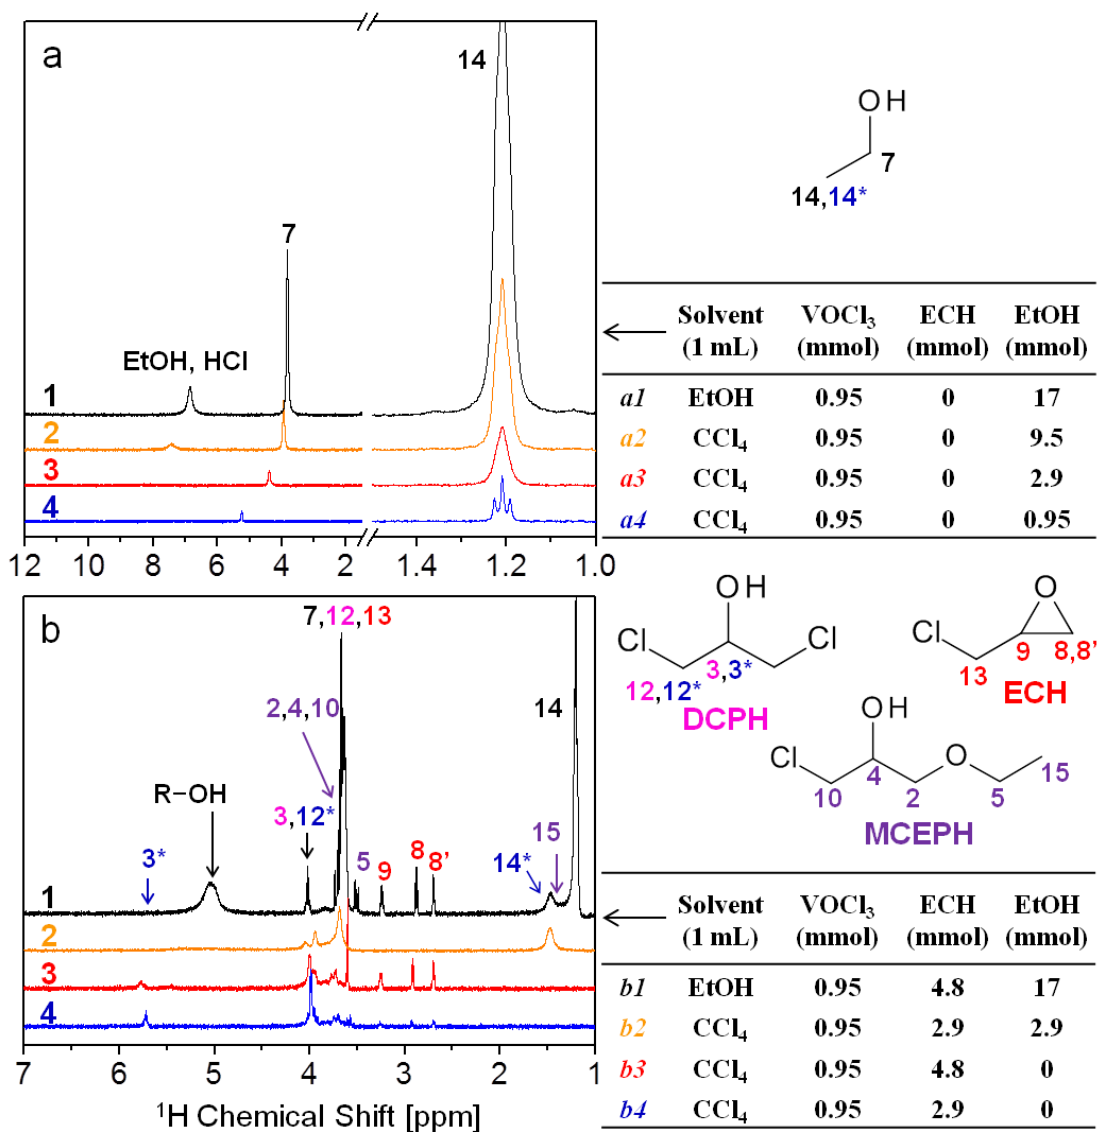 a
14
7
EtOH, HCl
1
2
3
4
12 10 8 6 4 2 1.4 1.2 1.0
OH
7
14,14*
Solvent (1 mL) VOCl₃ (mmol) ECH (mmol) EtOH (mmol)
a1 EtOH 0.95 0 17
a2 CCl₄ 0.95 0 9.5
a3 CCl₄ 0.95 0 2.9
a4 CCl₄ 0.95 0 0.95
b
7,12,13
2,4,10
14
R–OH
3,12*
3*
5
9
8
8'
14*
15
1
2
3
4
7 6 5 4 3 2 1
¹H Chemical Shift [ppm]
OH
Cl
Cl
3,3*
12,12*
DCPH
O
Cl
9
8,8'
13
ECH
OH
Cl
O
4
15
10
2
5
MCEPH
Solvent (1 mL) VOCl₃ (mmol) ECH (mmol) EtOH (mmol)
b1 EtOH 0.95 4.8 17
b2 CCl₄ 0.95 2.9 2.9
b3 CCl₄ 0.95 4.8 0
b4 CCl₄ 0.95 2.9 0